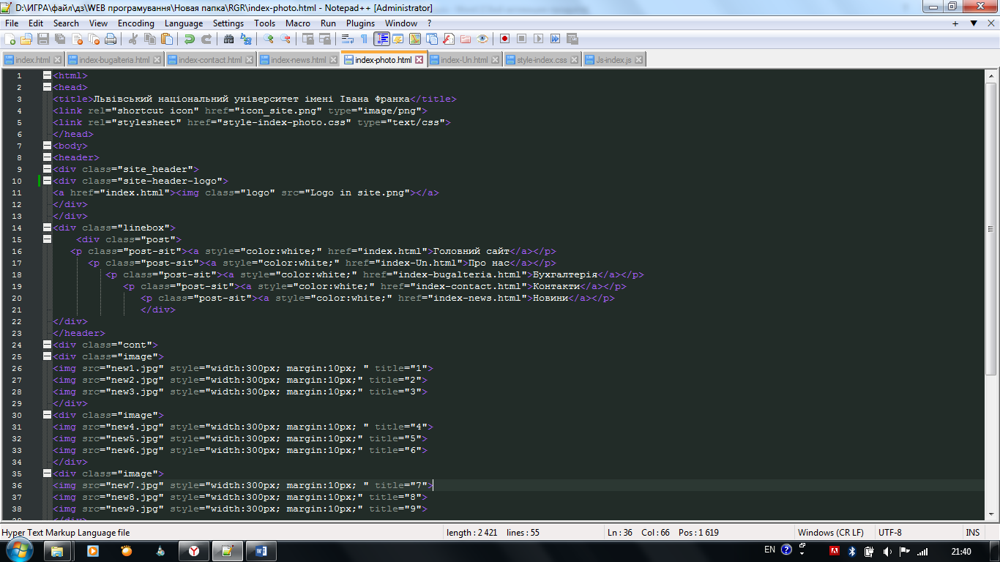 D:\ИГРА\файл\дз\WEB програмування\Новая папка\RGR\index-photo.html - Notepad++ [Administrator]
File Edit Search View Encoding Language Settings Tools Macro Run Plugins Window ? + ▼ X
index.html index-bugalteria.html index-contact.html index-news.html index-photo.html index-Un.html style-index.css Js-index.js
1 <html>
2 <head>
3 <title>Львівський національний університет імені Івана Франка</title>
4 <link rel="shortcut icon" href="icon_site.png" type="image/png">
5 <link rel="stylesheet" href="style-index-photo.css" type="text/css">
6 </head>
7 <body>
8 <header>
9 <div class="site_header">
10 <div class="site-header-logo">
11 <a href="index.html"><img class="logo" src="Logo in site.png"></a>
12 </div>
13 </div>
14 <div class="linebox">
15 <div class="post">
16 <p class="post-sit"><a style="color:white;" href="index.html">Головний сайт</a></p>
17 <p class="post-sit"><a style="color:white;" href="index-Un.html">Про нас</a></p>
18 <p class="post-sit"><a style="color:white;" href="index-bugalteria.html">Бухгалтерія</a></p>
19 <p class="post-sit"><a style="color:white;" href="index-contact.html">Контакти</a></p>
20 <p class="post-sit"><a style="color:white;" href="index-news.html">Новини</a></p>
21 </div>
22 </div>
23 </header>
24 <div class="cont">
25 <div class="image">
26 <img src="new1.jpg" style="width:300px; margin:10px; " title="1">
27 <img src="new2.jpg" style="width:300px; margin:10px;" title="2">
28 <img src="new3.jpg" style="width:300px; margin:10px;" title="3">
29 </div>
30 <div class="image">
31 <img src="new4.jpg" style="width:300px; margin:10px; " title="4">
32 <img src="new5.jpg" style="width:300px; margin:10px;" title="5">
33 <img src="new6.jpg" style="width:300px; margin:10px;" title="6">
34 </div>
35 <div class="image">
36 <img src="new7.jpg" style="width:300px; margin:10px; " title="7">
37 <img src="new8.jpg" style="width:300px; margin:10px;" title="8">
38 <img src="new9.jpg" style="width:300px; margin:10px;" title="9">
39 </div>
Hyper Text Markup Language file length : 2 421 lines : 55 Ln : 36 Col : 66 Pos : 1 619 Windows (CR LF) UTF-8 INS
EN 21:40